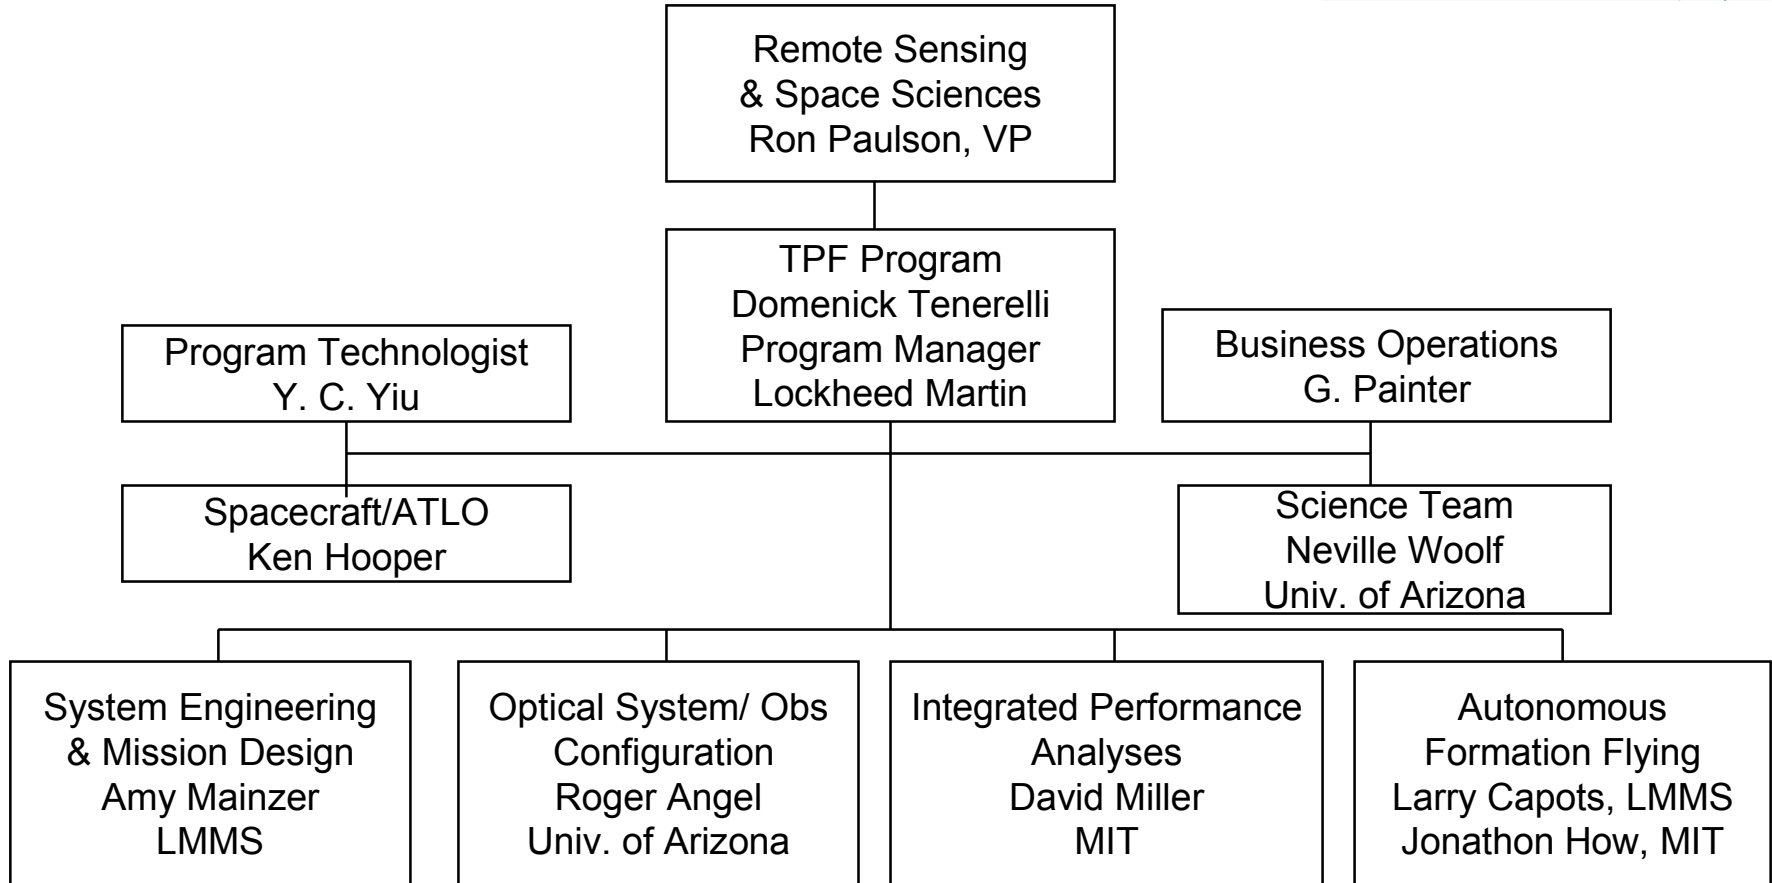 Remote Sensing
& Space Sciences
Ron Paulson, VP
TPF Program
Domenick Tenerelli
Program Manager
Lockheed Martin
Program Technologist
Y. C. Yiu
Business Operations
G. Painter
Spacecraft/ATLO
Ken Hooper
Science Team
Neville Woolf
Univ. of Arizona
System Engineering
& Mission Design
Amy Mainzer
LMMS
Optical System/ Obs
Configuration
Roger Angel
Univ. of Arizona
Integrated Performance
Analyses
David Miller
MIT
Autonomous
Formation Flying
Larry Capots, LMMS
Jonathon How, MIT